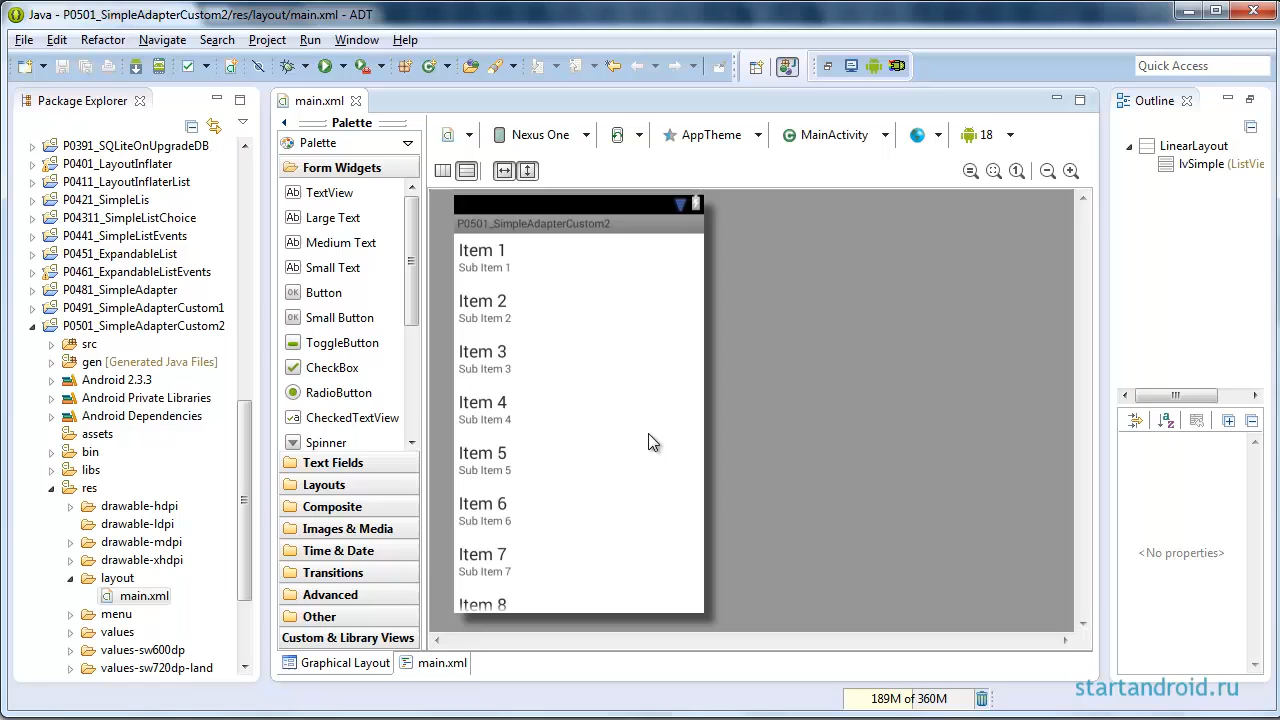 Java - P0501_SimpleAdapterCustom2/res/layout/main.xml - ADT
File Edit Refactor Navigate Search Project Run Window Help
Quick Access
Package Explorer
P0391_SQLiteOnUpgradeDB
P0401_LayoutInflater
P0411_LayoutInflaterList
P0421_SimpleLis
P04311_SimpleListChoice
P0441_SimpleListEvents
P0451_ExpandableList
P0461_ExpandableListEvents
P0481_SimpleAdapter
P0491_SimpleAdapterCustom1
P0501_SimpleAdapterCustom2
src
gen [Generated Java Files]
Android 2.3.3
Android Private Libraries
Android Dependencies
assets
bin
libs
res
drawable-hdpi
drawable-ldpi
drawable-mdpi
drawable-xhdpi
layout
main.xml
menu
values
values-sw600dp
values-sw720dp-land
main.xml
Palette
Palette
Form Widgets
Ab TextView
Ab Large Text
Ab Medium Text
Ab Small Text
OK Button
OK Small Button
ToggleButton
CheckBox
RadioButton
CheckedTextView
Spinner
Text Fields
Layouts
Composite
Images & Media
Time & Date
Transitions
Advanced
Other
Custom & Library Views
Graphical Layout
main.xml
Nexus One
AppTheme
MainActivity
18
P0501_SimpleAdapterCustom2
Item 1
Sub Item 1
Item 2
Sub Item 2
Item 3
Sub Item 3
Item 4
Sub Item 4
Item 5
Sub Item 5
Item 6
Sub Item 6
Item 7
Sub Item 7
Item 8
Outline
LinearLayout
lvSimple (ListVie
<No properties>
189M of 360M
startandroid.ru